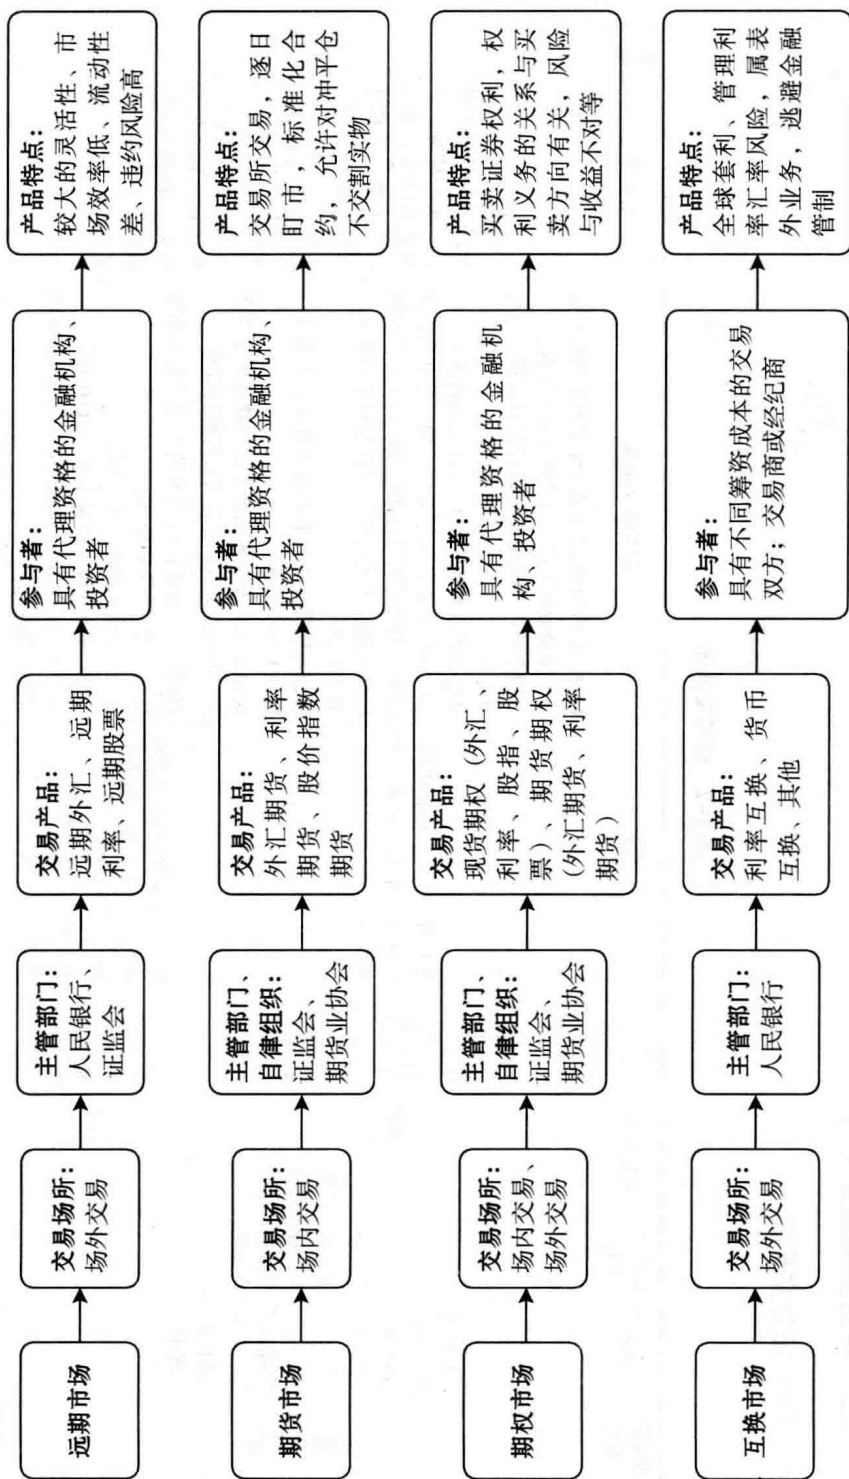 远期市场
交易场所：
场外交易
主管部门：
人民银行、
证监会
交易产品：
远期外汇、远期
利率、远期股票
参与者：
具有代理资格的金融机构、
投资者
产品特点：
较大的灵活性、市
场效率低、流动性
差、违约风险高
期货市场
交易场所：
场内交易
主管部门、
自律组织：
证监会、
期货业协会
交易产品：
外汇期货、利率
期货、股价指数
期货
参与者：
具有代理资格的金融机构、
投资者
产品特点：
交易所交易，逐日
盯市，标准化合
约，允许对冲平仓
不交割实物
期权市场
交易场所：
场内交易、
场外交易
主管部门、
自律组织：
证监会、
期货业协会
交易产品：
现货期权（外汇、
利率、股指、股
票）、期货期权
（外汇期货、利率
期货）
参与者：
具有代理资格的金融机
构、投资者
产品特点：
买卖证券权利，权
利义务的关系与买
卖方向有关，风险
与收益不对等
互换市场
交易场所：
场外交易
主管部门：
人民银行
交易产品：
利率互换、货币
互换、其他
参与者：
具有不同筹资成本的交易
双方；交易商或经纪商
产品特点：
全球套利、管理利
率汇率风险，属表
外业务，逃避金融
管制